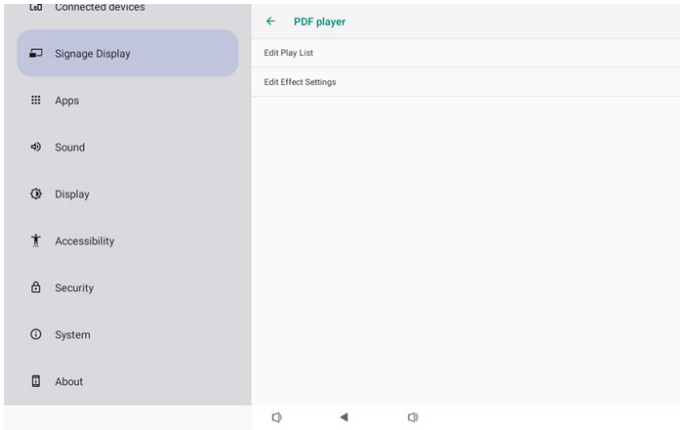 Connected devices
Signage Display
Apps
Sound
Display
Accessibility
Security
System
About
PDF player
Edit Play List
Edit Effect Settings